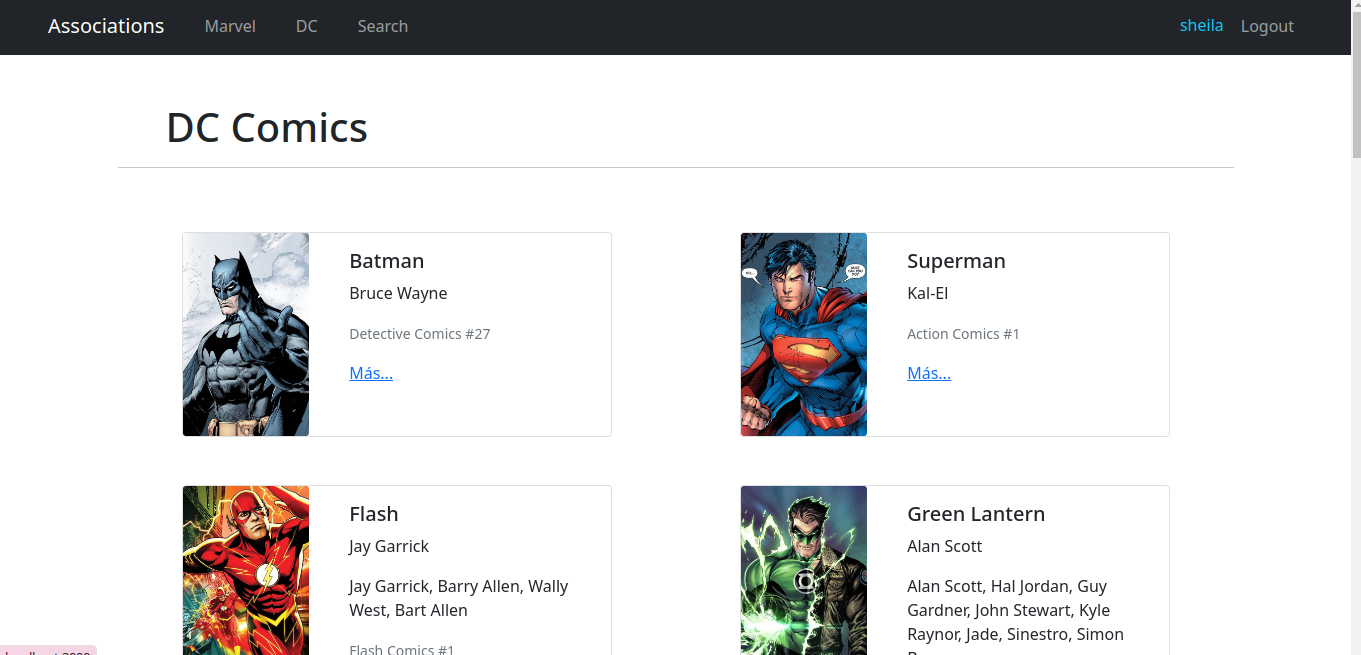 Associations Marvel DC Search sheila Logout
DC Comics
Batman
Bruce Wayne
Detective Comics #27
Más...
Superman
Kal-El
Action Comics #1
Más...
Flash
Jay Garrick
Jay Garrick, Barry Allen, Wally
West, Bart Allen
Flash Comics #1
Green Lantern
Alan Scott
Alan Scott, Hal Jordan, Guy
Gardner, John Stewart, Kyle
Raynor, Jade, Sinestro, Simon